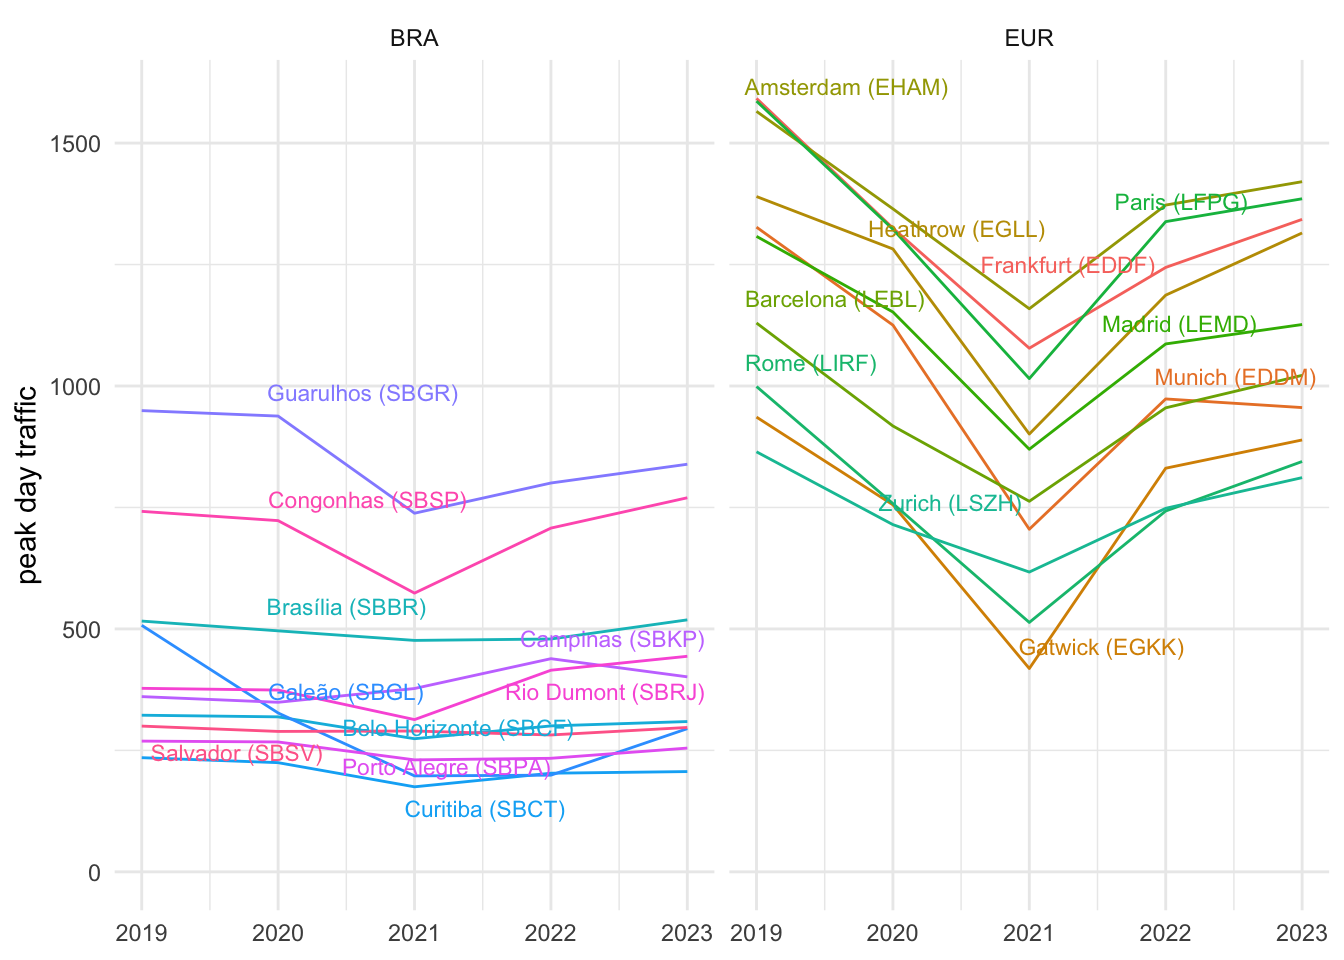 BRA
EUR
peak day traffic
1500
1000
500
0
Guarulhos (SBGR)
Congonhas (SBSP)
Brasília (SBBR)
Campinas (SBKP)
Galeão (SBGL)
Rio Dumont (SBRJ)
Belo Horizonte (SBCF)
Salvador (SBSV)
Porto Alegre (SBPA)
Curitiba (SBCT)
Amsterdam (EHAM)
Paris (LFPG)
Heathrow (EGLL)
Frankfurt (EDDF)
Barcelona (LEBL)
Madrid (LEMD)
Rome (LIRF)
Munich (EDDM)
Zurich (LSZH)
Gatwick (EGKK)
2019 2020 2021 2022 2023
2019 2020 2021 2022 2023